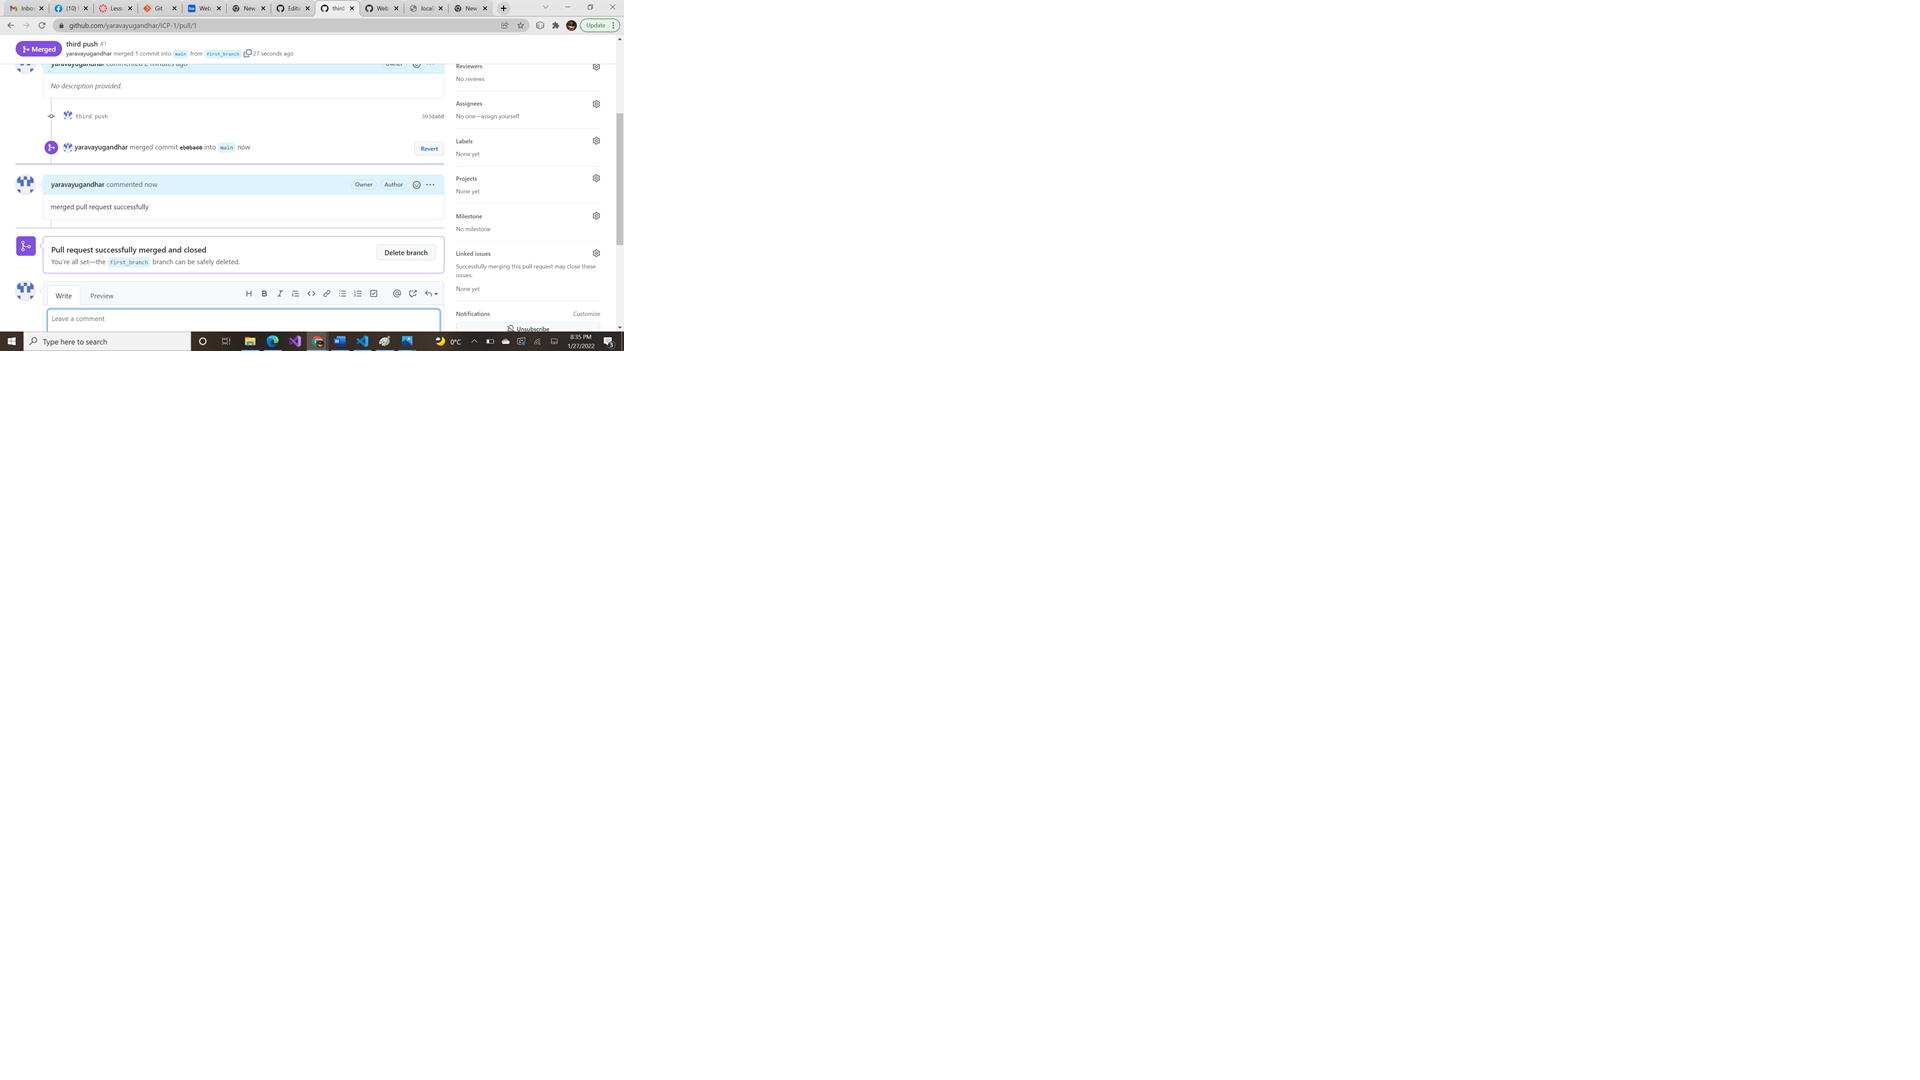 Inbo
(10)
Lesso
Git
Web
New
Editi
third
Web
local
New
github.com/yaravayugandhar/ICP-1/pull/1
Update
Merged
third push #1
yaravayugandhar merged 1 commit into main from first_branch 27 seconds ago
yaravayugandhar commented 2 minutes ago
Owner
No description provided.
third push
393da60
yaravayugandhar merged commit eb0ba60 into main now
Revert
yaravayugandhar commented now
Owner
Author
merged pull request successfully
Pull request successfully merged and closed
You're all set—the first_branch branch can be safely deleted.
Delete branch
Write
Preview
Leave a comment
Reviewers
No reviews
Assignees
No one—assign yourself
Labels
None yet
Projects
None yet
Milestone
No milestone
Linked issues
Successfully merging this pull request may close these
issues.
None yet
Notifications
Customize
Unsubscribe
Type here to search
0°C
8:35 PM
1/27/2022
3